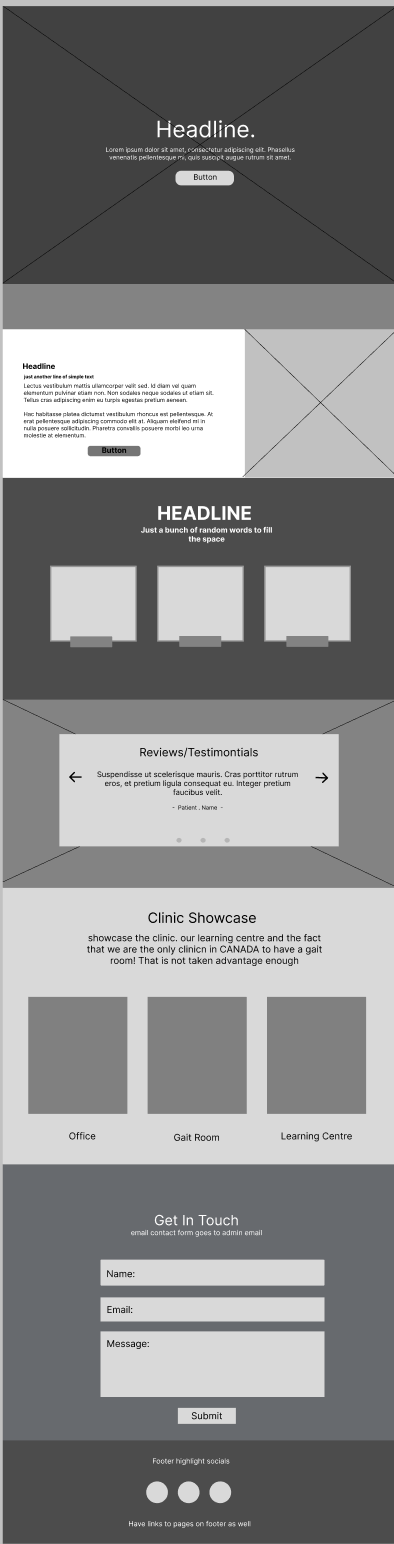 Headline.
Lorem ipsum dolor sit amet, consectetur adipiscing elit. Phasellus
venenatis pellentesque mi, quis suscipit augue rutrum sit amet.
Button
Headline
just another line of simple text
Lectus vestibulum mattis ullamcorper velit sed. Id diam vel quam
elementum pulvinar etiam non. Non sodales neque sodales ut etiam sit.
Tellus cras adipiscing enim eu turpis egestas pretium aenean.
Hac habitasse platea dictumst vestibulum rhoncus est pellentesque. At
erat pellentesque adipiscing commodo elit at. Aliquam eleifend mi in
nulla posuere sollicitudin. Pharetra convallis posuere morbi leo urna
molestie at elementum.
Button
HEADLINE
Just a bunch of random words to fill
the space
Reviews/Testimontials
Suspendisse ut scelerisque mauris. Cras porttitor rutrum
eros, et pretium ligula consequat eu. Integer pretium
faucibus velit.
- Patient . Name -
Clinic Showcase
showcase the clinic. our learning centre and the fact
that we are the only clinicn in CANADA to have a gait
room! That is not taken advantage enough
Office
Gait Room
Learning Centre
Get In Touch
email contact form goes to admin email
Name:
Email:
Message:
Submit
Footer highlight socials
Have links to pages on footer as well